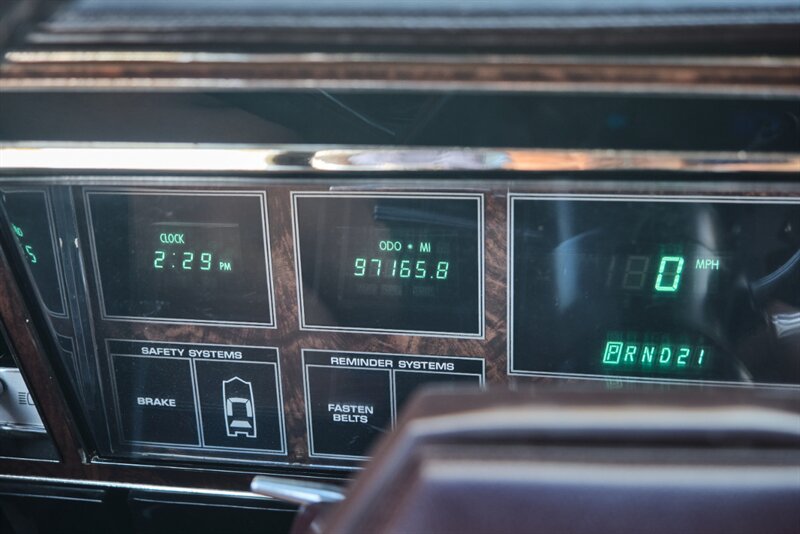 CLOCK
2:29 PM
ODO • MI
97165.8
0 MPH
PRND21
SAFETY SYSTEMS
BRAKE
REMINDER SYSTEMS
FASTEN
BELTS